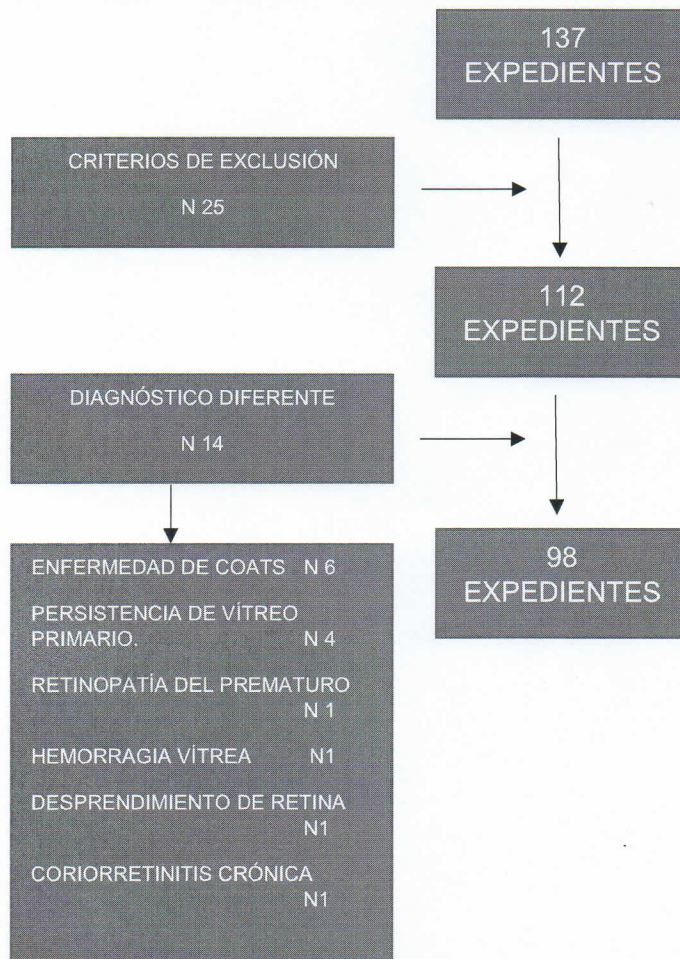 137
EXPEDIENTES
CRITERIOS DE EXCLUSIÓN
N 25
112
EXPEDIENTES
DIAGNÓSTICO DIFERENTE
N 14
98
EXPEDIENTES
ENFERMEDAD DE COATS N 6
PERSISTENCIA DE VÍTREO
PRIMARIO. N 4
RETINOPATÍA DEL PREMATURO
N 1
HEMORRAGIA VÍTREA N1
DESPRENDIMIENTO DE RETINA
N1
CORIORRETINITIS CRÓNICA
N1